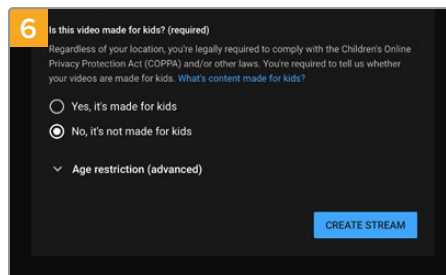 6
Is this video made for kids? (required)
Regardless of your location, you're legally required to comply with the Children's Online
Privacy Protection Act (COPPA) and/or other laws. You're required to tell us whether
your videos are made for kids. What's content made for kids?
Yes, it's made for kids
No, it's not made for kids
Age restriction (advanced)
CREATE STREAM